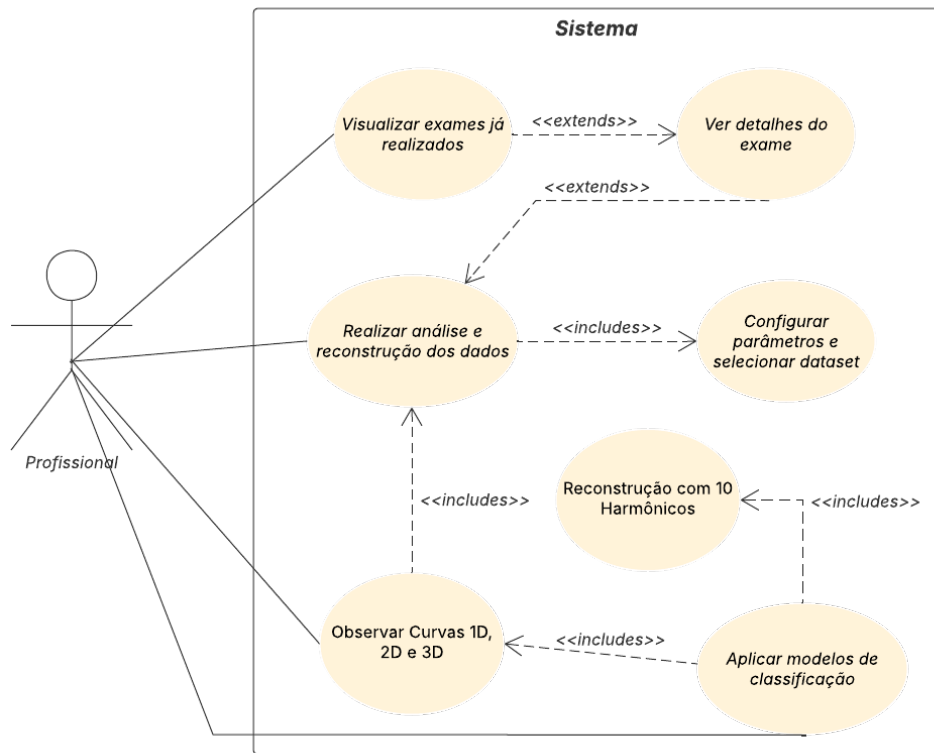 Sistema
Visualizar exames já
realizados
<<extends>>
Ver detalhes do
exame
<<extends>>
Realizar análise e
reconstrução dos dados
<<includes>>
Configurar
parâmetros e
selecionar dataset
Profissional
<<includes>>
Reconstrução com 10
Harmônicos
<<includes>>
Observar Curvas 1D,
2D e 3D
<<includes>>
Aplicar modelos de
classificação